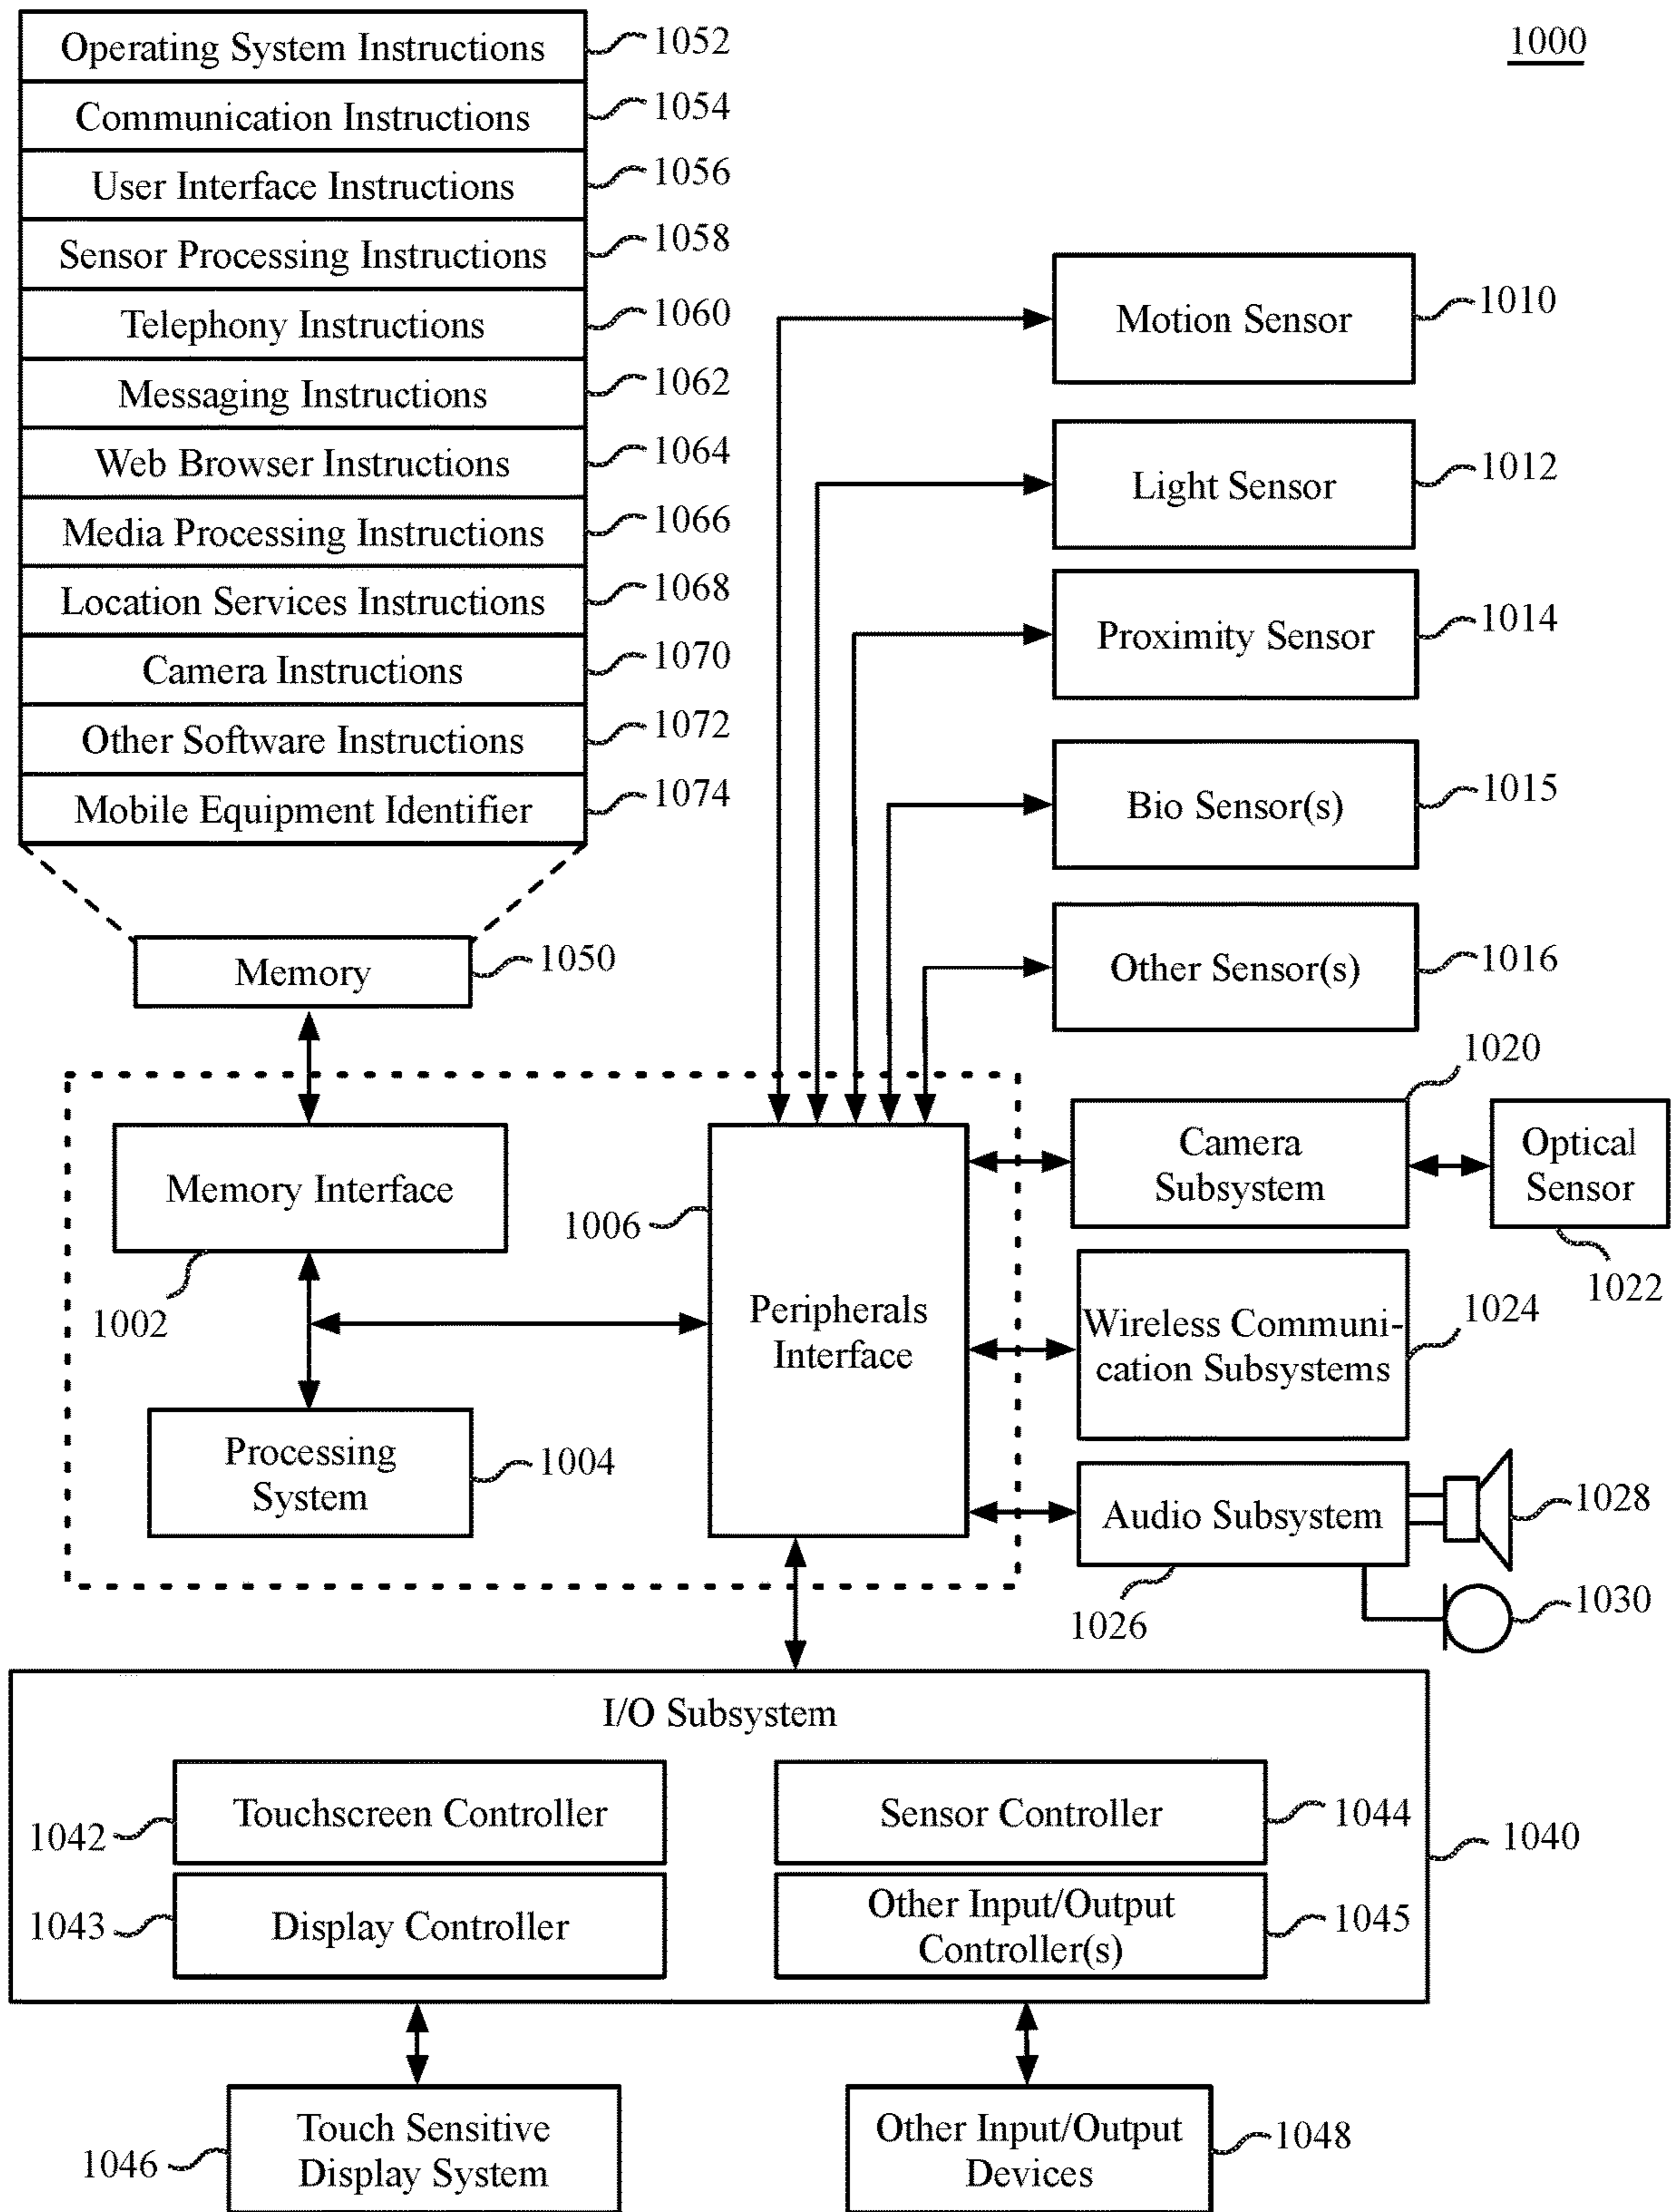 1000
Operating System Instructions
1052
Communication Instructions
1054
User Interface Instructions
1056
Sensor Processing Instructions
1058
Telephony Instructions
1060
Messaging Instructions
1062
Web Browser Instructions
1064
Media Processing Instructions
1066
Location Services Instructions
1068
Camera Instructions
1070
Other Software Instructions
1072
Mobile Equipment Identifier
1074
Memory
1050
Motion Sensor
1010
Light Sensor
1012
Proximity Sensor
1014
Bio Sensor(s)
1015
Other Sensor(s)
1016
Memory Interface
1002
Processing
System
1004
1006
Peripherals
Interface
1020
Camera
Subsystem
Optical
Sensor
1022
Wireless Communi-
cation Subsystems
1024
Audio Subsystem
1026
1028
1030
I/O Subsystem
1040
Touchscreen Controller
1042
Sensor Controller
1044
Display Controller
1043
Other Input/Output
Controller(s)
1045
Touch Sensitive
Display System
1046
Other Input/Output
Devices
1048